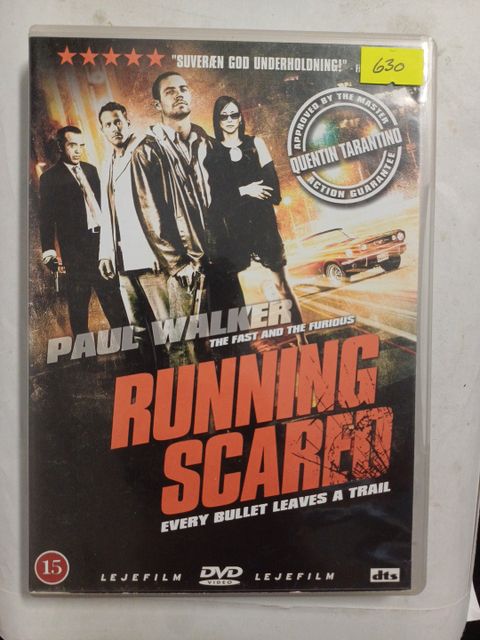 "SUVERÆN GOD UNDERHOLDNING!" -
630
APPROVED BY THE MASTER
QUENTIN TARANTINO
ACTION GUARANTEE
PAUL WALKER
THE FAST AND THE FURIOUS
RUNNING
SCARED
EVERY BULLET LEAVES A TRAIL
15
LEJEFILM
DVD
VIDEO
LEJEFILM
dts